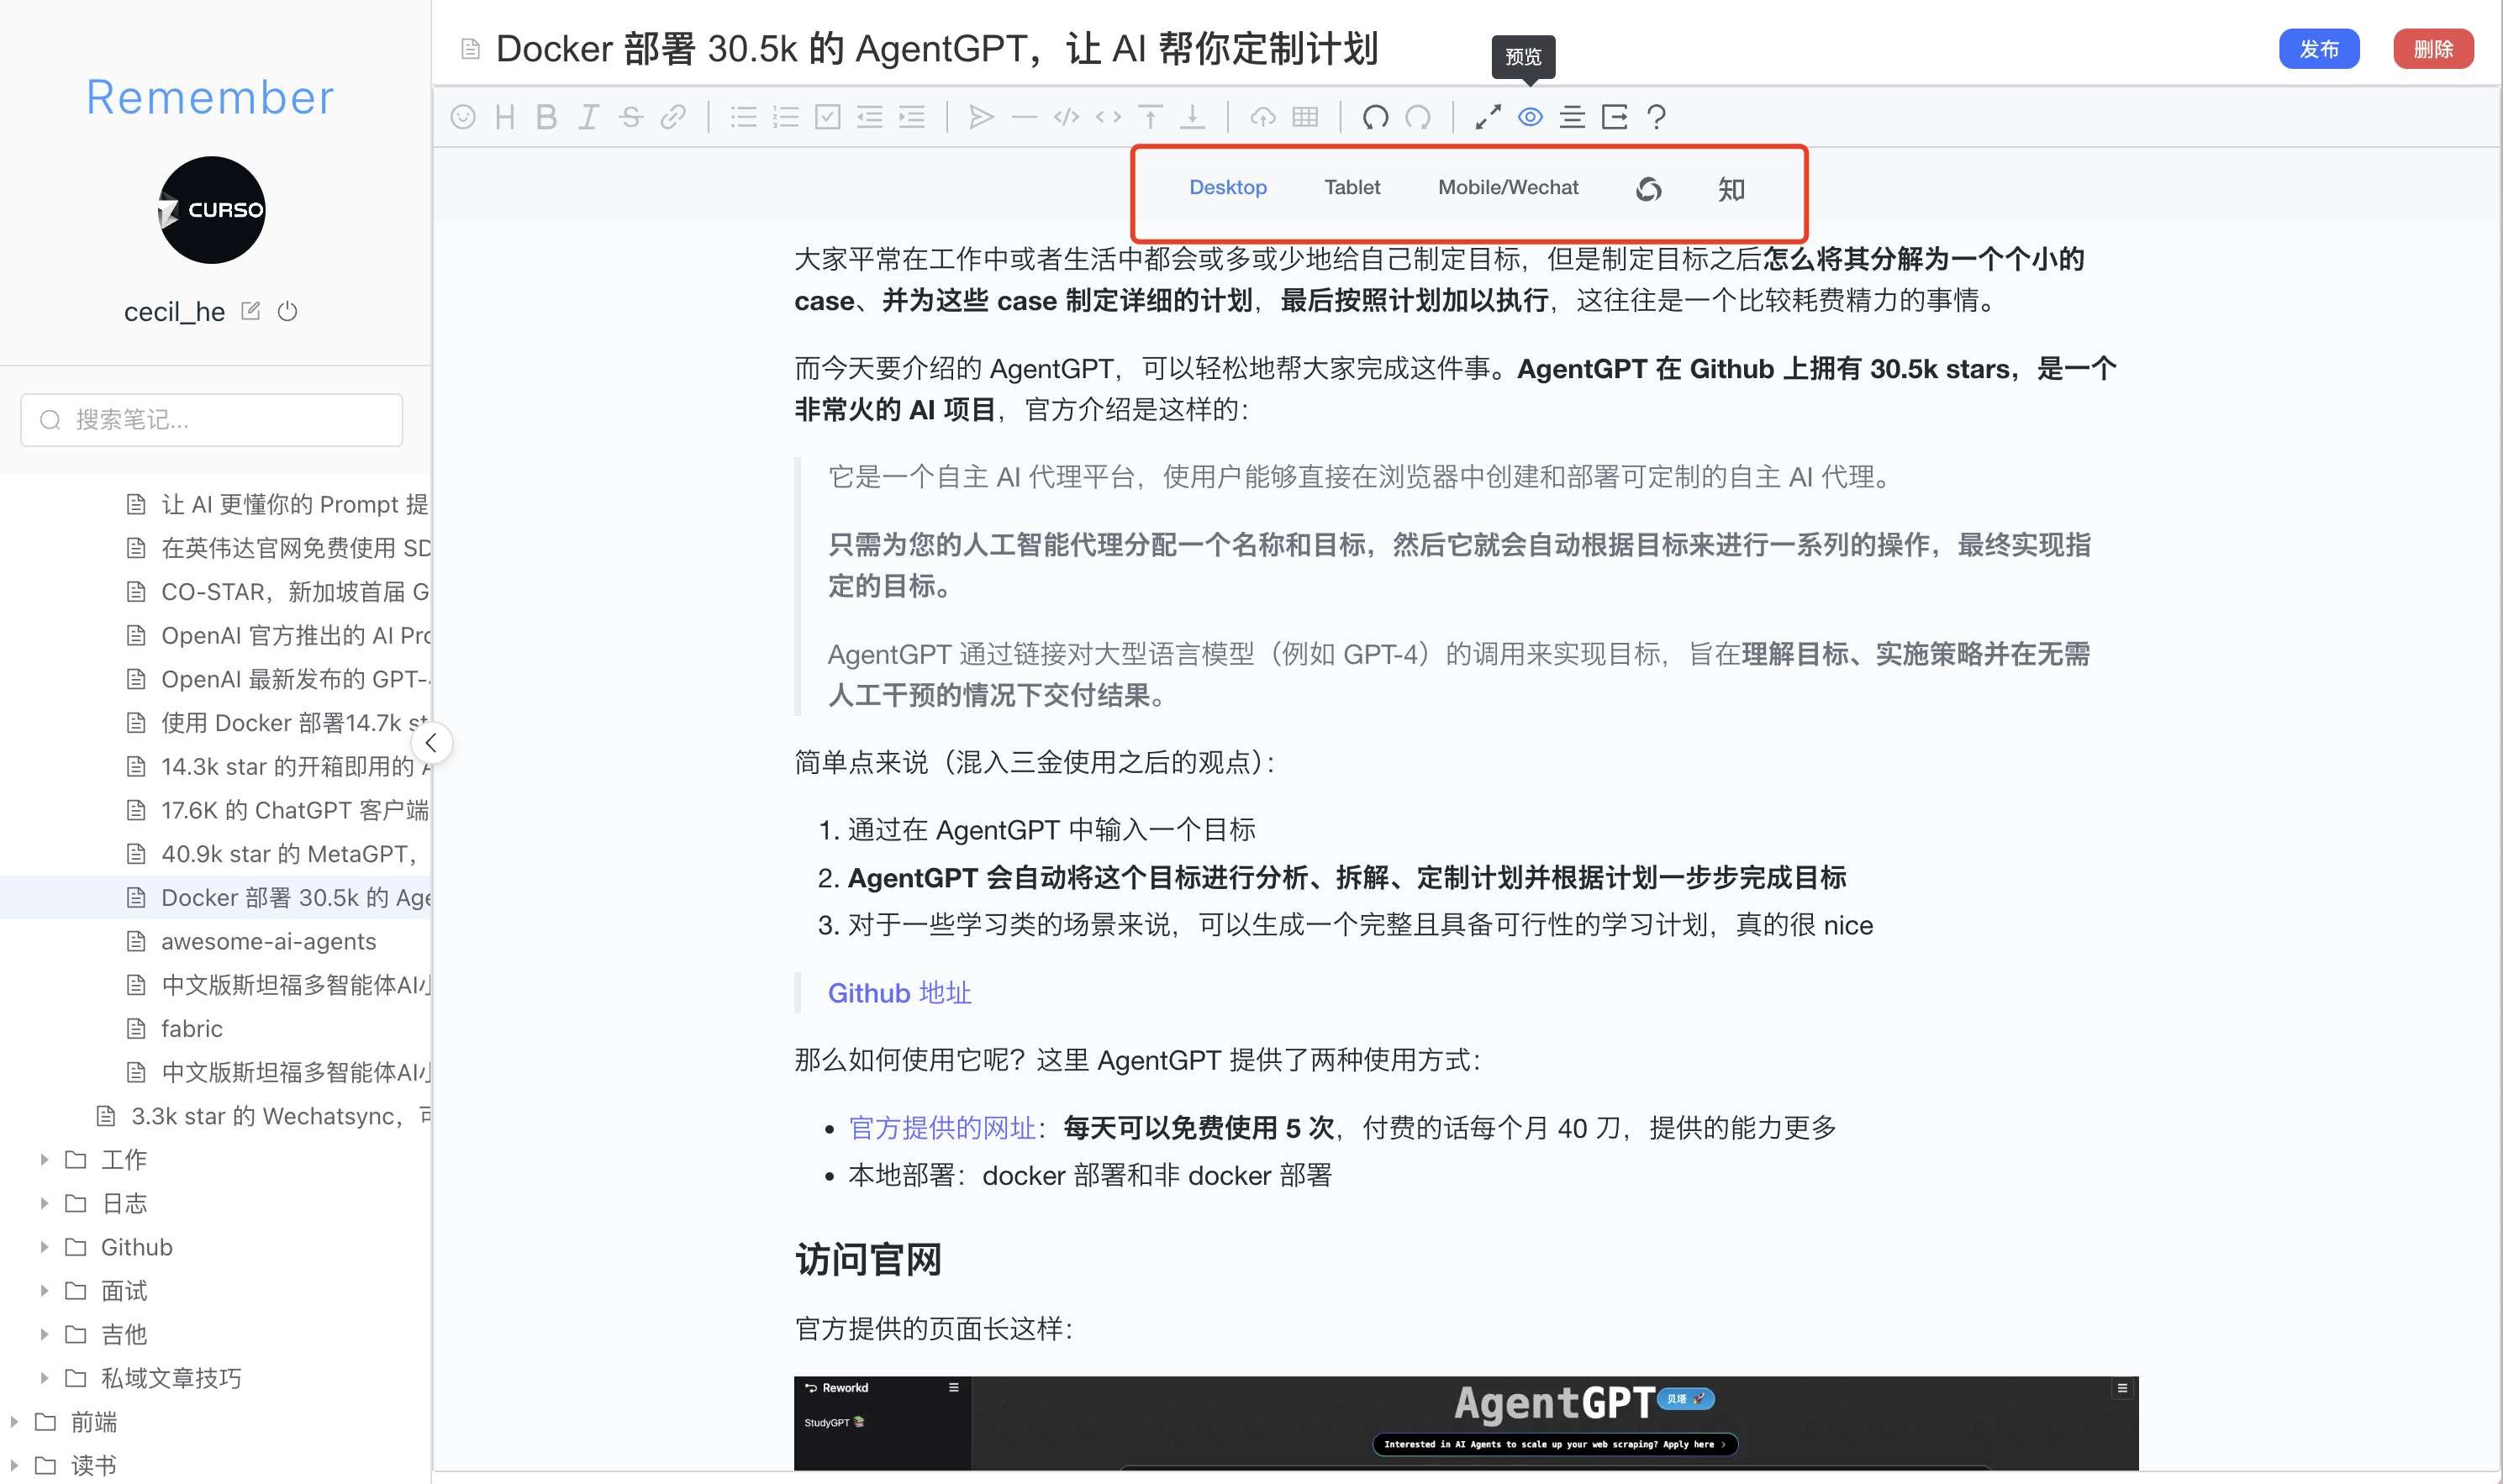 Remember
CURSO
cecil_he
搜索笔记...
让 AI 更懂你的 Prompt 提
在英伟达官网免费使用 SD
CO-STAR，新加坡首届 G
OpenAI 官方推出的 AI Pro
OpenAI 最新发布的 GPT-
使用 Docker 部署14.7k st
14.3k star 的开箱即用的
17.6K 的 ChatGPT 客户端
40.9k star 的 MetaGPT，
Docker 部署 30.5k 的 Age
awesome-ai-agents
中文版斯坦福多智能体AI小
fabric
中文版斯坦福多智能体AI小
3.3k star 的 Wechatsync，可
工作
日志
Github
面试
吉他
私域文章技巧
前端
读书
Docker 部署 30.5k 的 AgentGPT，让 AI 帮你定制计划
预览
发布
删除
Desktop Tablet Mobile/Wechat 知
大家平常在工作中或者生活中都会或多或少地给自己制定目标，但是制定目标之后怎么将其分解为一个个小的
case、并为这些 case 制定详细的计划，最后按照计划加以执行，这往往是一个比较耗费精力的事情。
而今天要介绍的 AgentGPT，可以轻松地帮大家完成这件事。AgentGPT 在 Github 上拥有 30.5k stars，是一个
非常火的 AI 项目，官方介绍是这样的：
它是一个自主 AI 代理平台，使用户能够直接在浏览器中创建和部署可定制的自主 AI 代理。
只需为您的人工智能代理分配一个名称和目标，然后它就会自动根据目标来进行一系列的操作，最终实现指
定的目标。
AgentGPT 通过链接对大型语言模型（例如 GPT-4）的调用来实现目标，旨在理解目标、实施策略并在无需
人工干预的情况下交付结果。
简单点来说（混入三金使用之后的观点）：
1. 通过在 AgentGPT 中输入一个目标
2. AgentGPT 会自动将这个目标进行分析、拆解、定制计划并根据计划一步步完成目标
3. 对于一些学习类的场景来说，可以生成一个完整且具备可行性的学习计划，真的很 nice
Github 地址
那么如何使用它呢？这里 AgentGPT 提供了两种使用方式：
官方提供的网址：每天可以免费使用 5 次，付费的话每个月 40 刀，提供的能力更多
本地部署：docker 部署和非 docker 部署
访问官网
官方提供的页面长这样：
Reworkd
StudyGPT
AgentGPT 贝塔
Interested in AI Agents to scale up your web scraping? Apply here